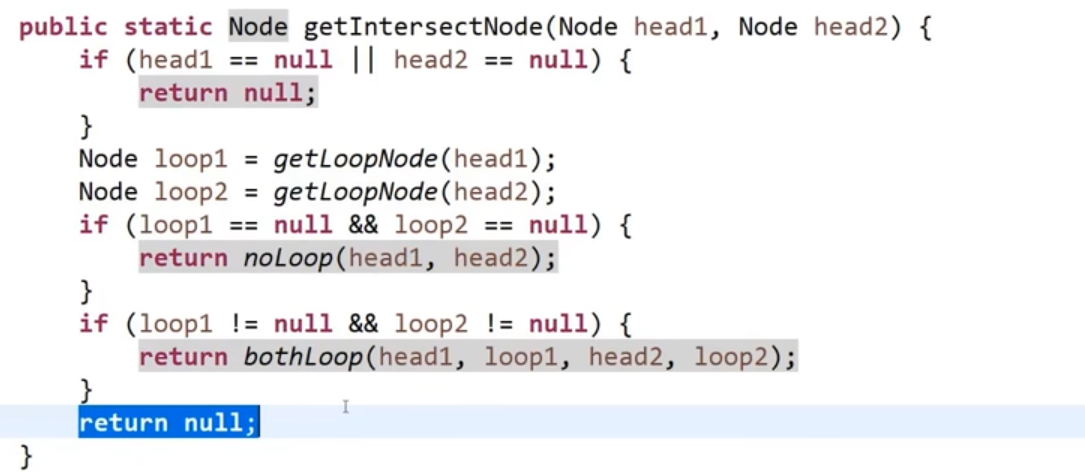 public static Node getIntersectNode(Node head1, Node head2) {
    if (head1 == null || head2 == null) {
        return null;
    }
    Node loop1 = getLoopNode(head1);
    Node loop2 = getLoopNode(head2);
    if (loop1 == null && loop2 == null) {
        return noLoop(head1, head2);
    }
    if (loop1 != null && loop2 != null) {
        return bothLoop(head1, loop1, head2, loop2);
    }
    return null;
}